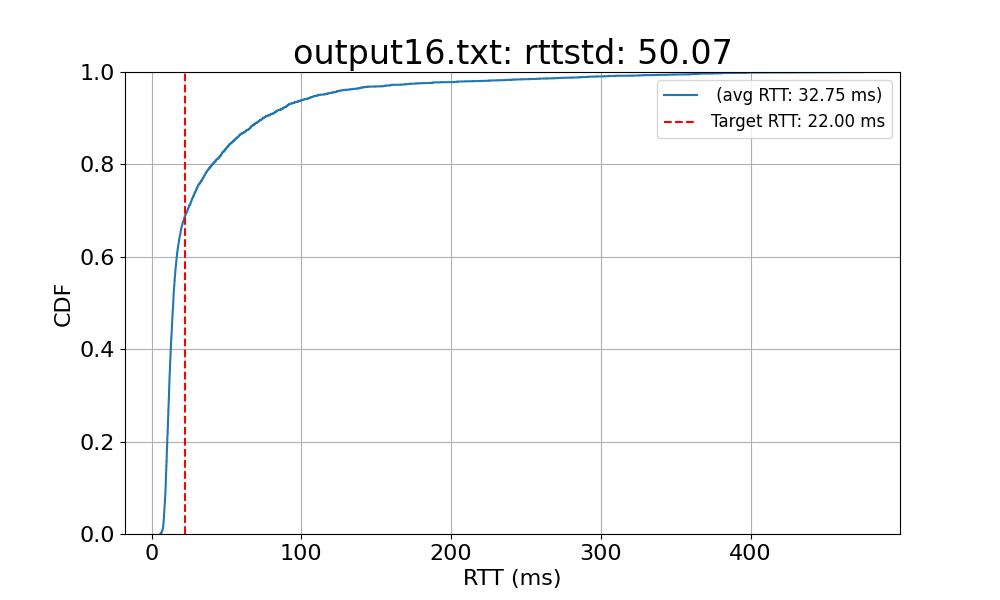 output16.txt: rttstd: 50.07
1.0
0.8
0.6
0.4
0.2
0.0
CDF
(avg RTT: 32.75 ms)
Target RTT: 22.00 ms
0 100 200 300 400
RTT (ms)